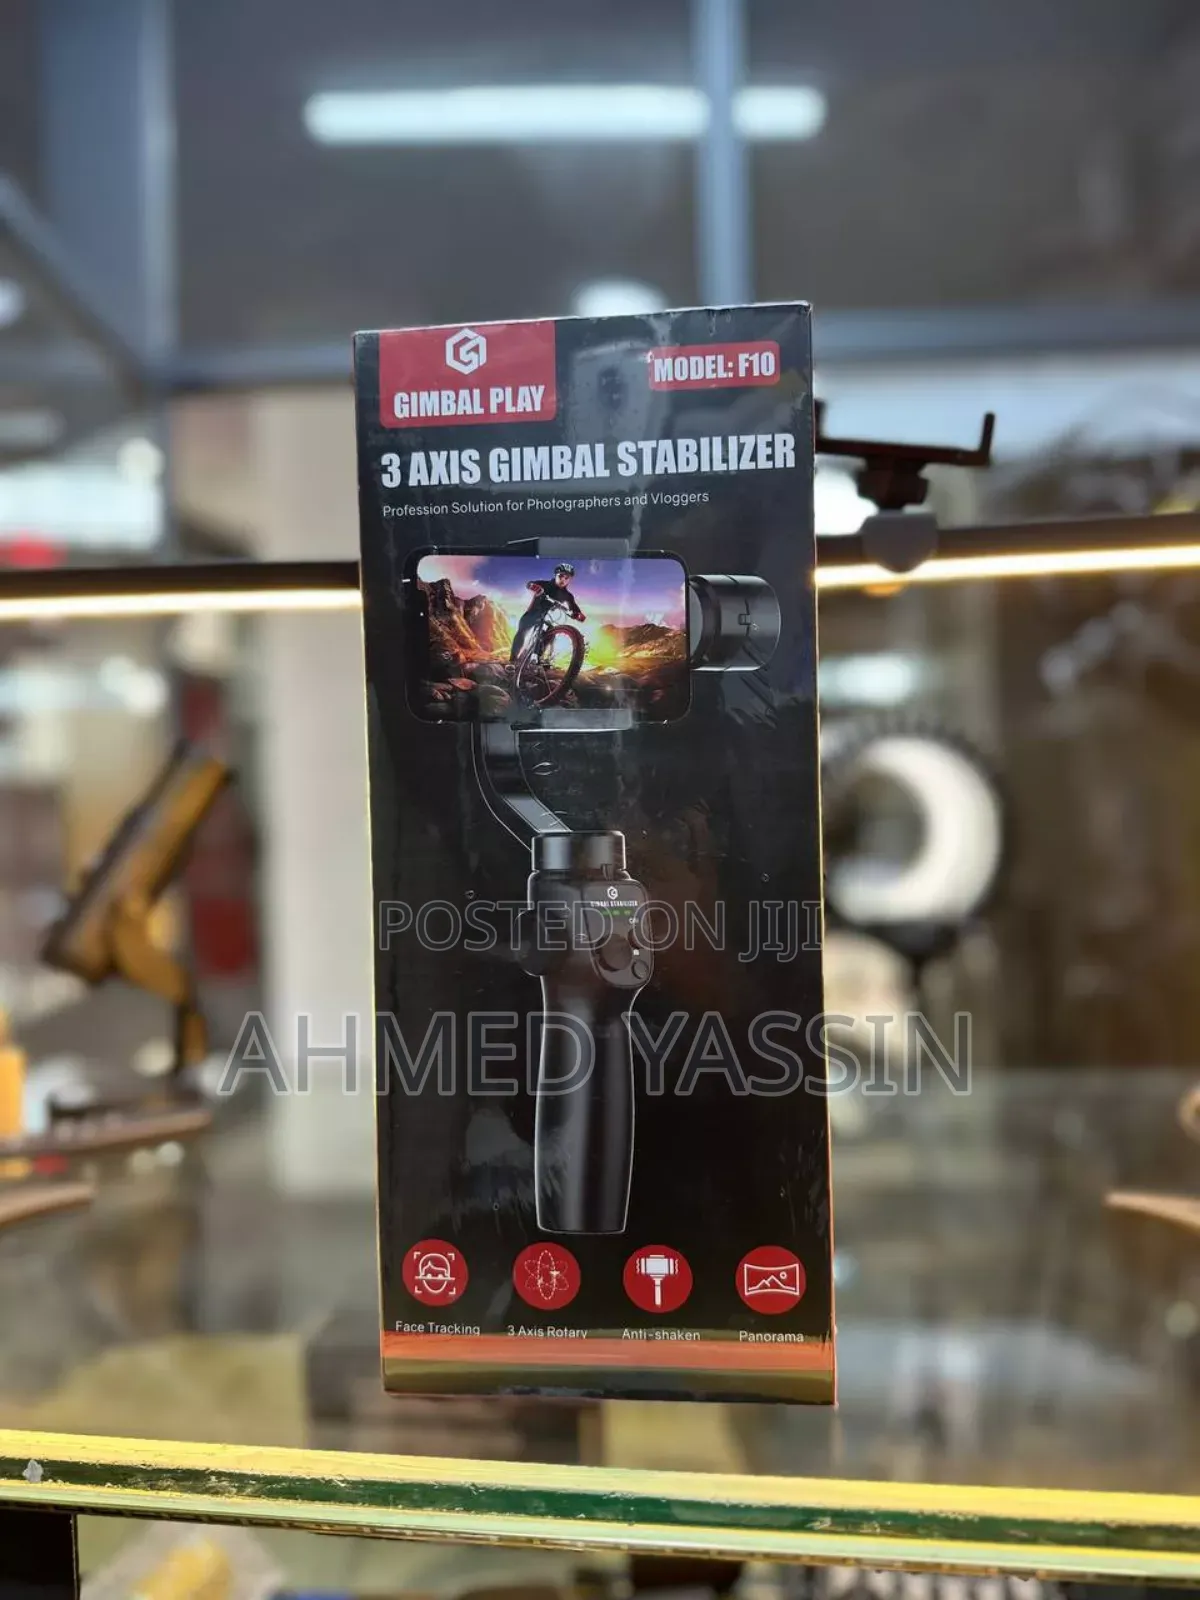 GIMBAL PLAY
MODEL: F10
3 AXIS GIMBAL STABILIZER
Profession Solution for Photographers and Vloggers
GIMBAL STABILIZER
ON
POSTED ON JIJI
AHMED YASSIN
Face Tracking
3 Axis Rotary
Anti-shaken
Panorama